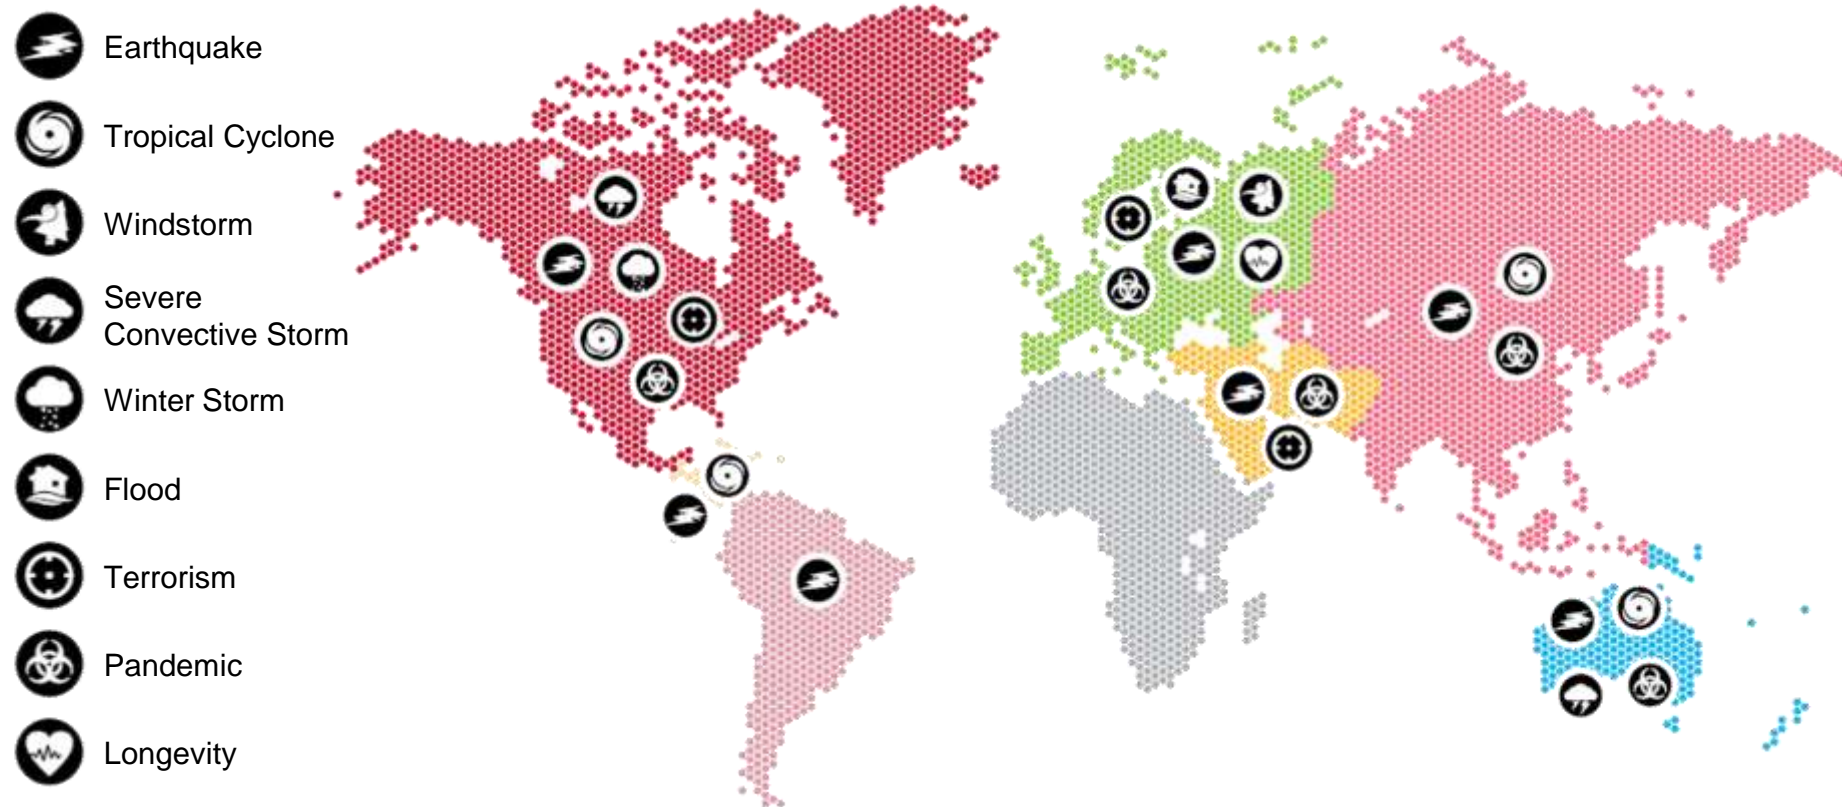 Earthquake
Tropical Cyclone
Windstorm
Severe
Convective Storm
Winter Storm
Flood
Terrorism
Pandemic
Longevity